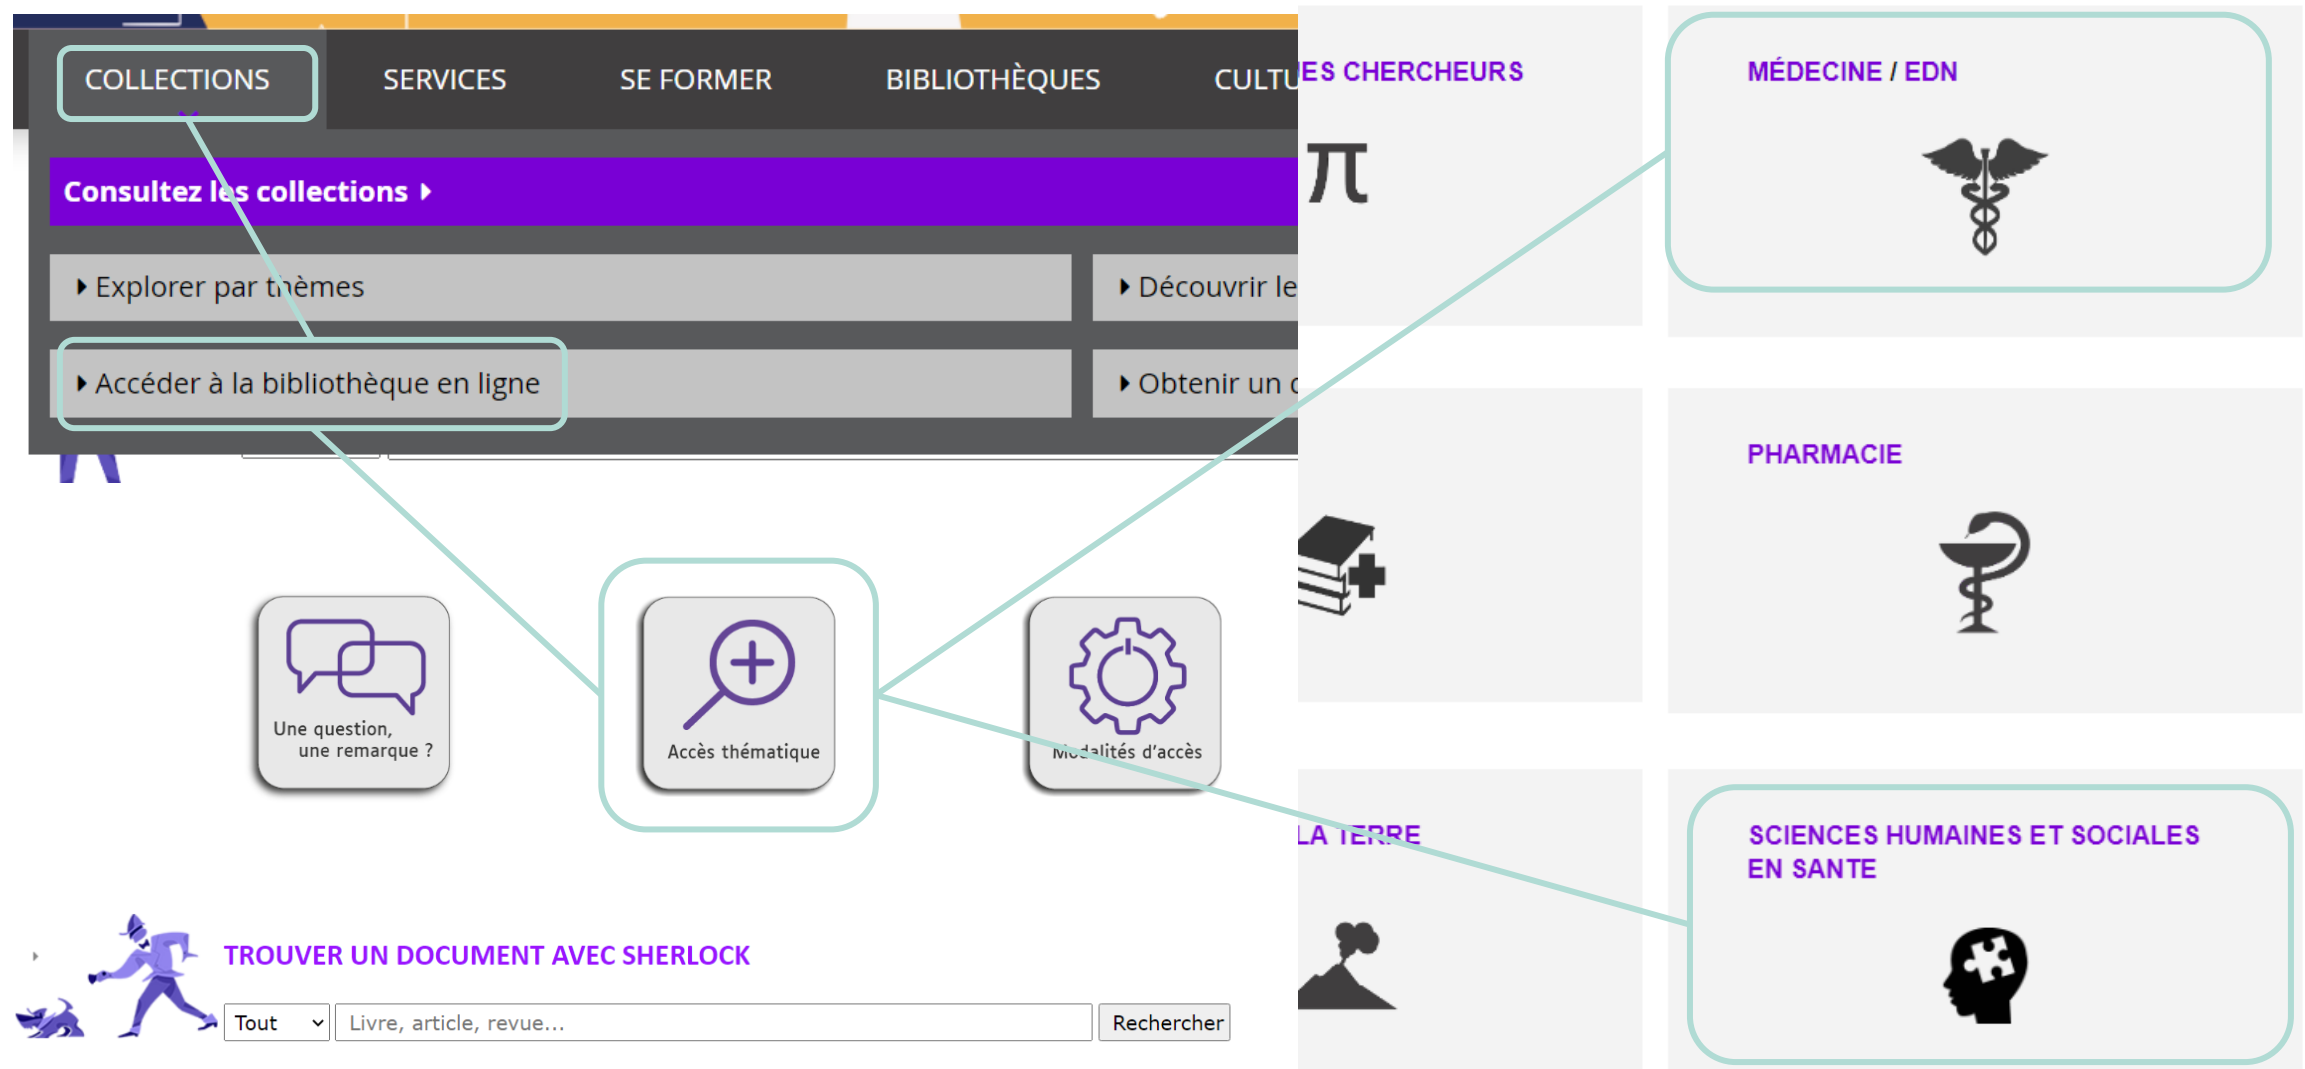 COLLECTIONS
SERVICES
SE FORMER
BIBLIOTHÈQUES
CULTU
Consultez les collections
Explorer par thèmes
Découvrir le
Accéder à la bibliothèque en ligne
Obtenir un
Une question,
une remarque ?
Accès thématique
Modalités d'accès
TROUVER UN DOCUMENT AVEC SHERLOCK
Tout
Livre, article, revue...
Rechercher
ES CHERCHEURS
π
MÉDECINE / EDN
PHARMACIE
LA TERRE
SCIENCES HUMAINES ET SOCIALES
EN SANTE